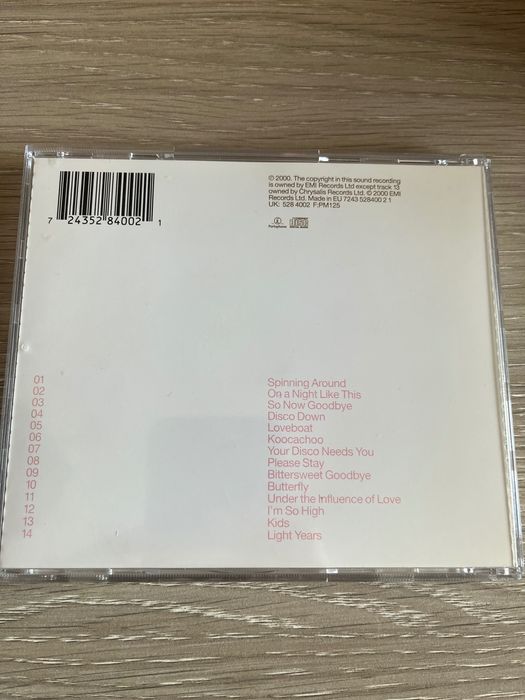 7 24352 84002 1
℗ 2000. The copyright in this sound recording
is owned by EMI Records Ltd except track 13
owned by Chrysalis Records Ltd. © 2000 EMI
Records Ltd. Made in EU 7243 528400 2 1
UK: 528 4002 F:PM125
Parlophone
01 Spinning Around
02 On a Night Like This
03 So Now Goodbye
04 Disco Down
05 Loveboat
06 Koocachoo
07 Your Disco Needs You
08 Please Stay
09 Bittersweet Goodbye
10 Butterfly
11 Under the Influence of Love
12 I'm So High
13 Kids
14 Light Years